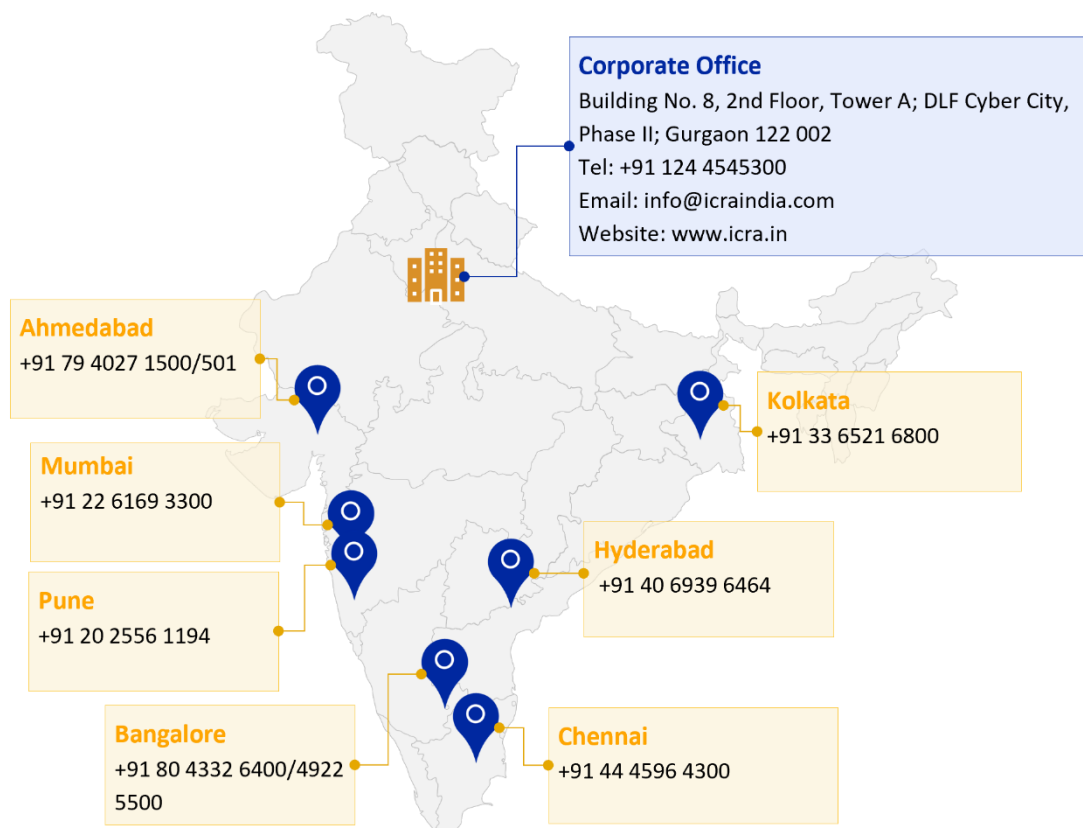 Corporate Office
Building No. 8, 2nd Floor, Tower A; DLF Cyber City,
Phase II; Gurgaon 122 002
Tel: +91 124 4545300
Email: info@icraindia.com
Website: www.icra.in
Ahmedabad
+91 79 4027 1500/501
Kolkata
+91 33 6521 6800
Mumbai
+91 22 6169 3300
Hyderabad
+91 40 6939 6464
Pune
+91 20 2556 1194
Bangalore
+91 80 4332 6400/4922
5500
Chennai
+91 44 4596 4300